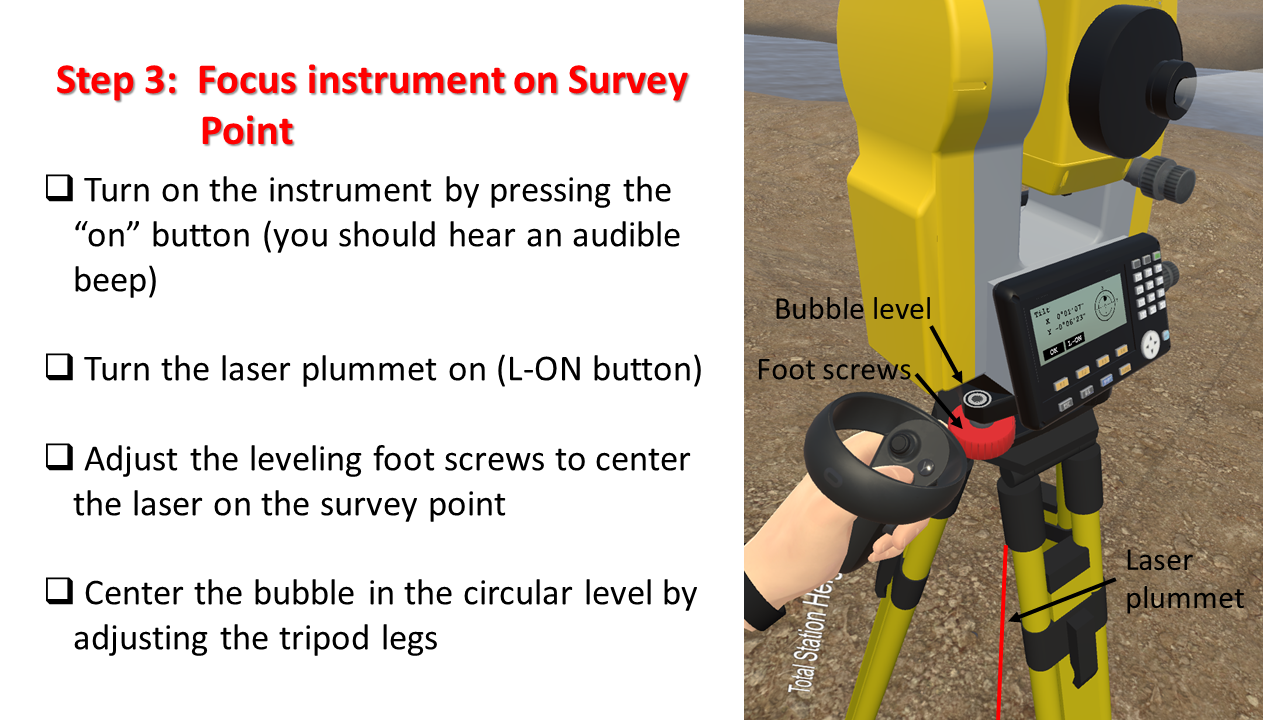 Step 3: Focus instrument on Survey
Point
❑ Turn on the instrument by pressing the
“on” button (you should hear an audible
beep)
❑ Turn the laser plummet on (L-ON button)
❑ Adjust the leveling foot screws to center
the laser on the survey point
❑ Center the bubble in the circular level by
adjusting the tripod legs
Bubble level
Foot screws
Tilt
X 0°01'07"
Y -0°06'23"
OK L-ON
Laser
plummet
Total Station Here